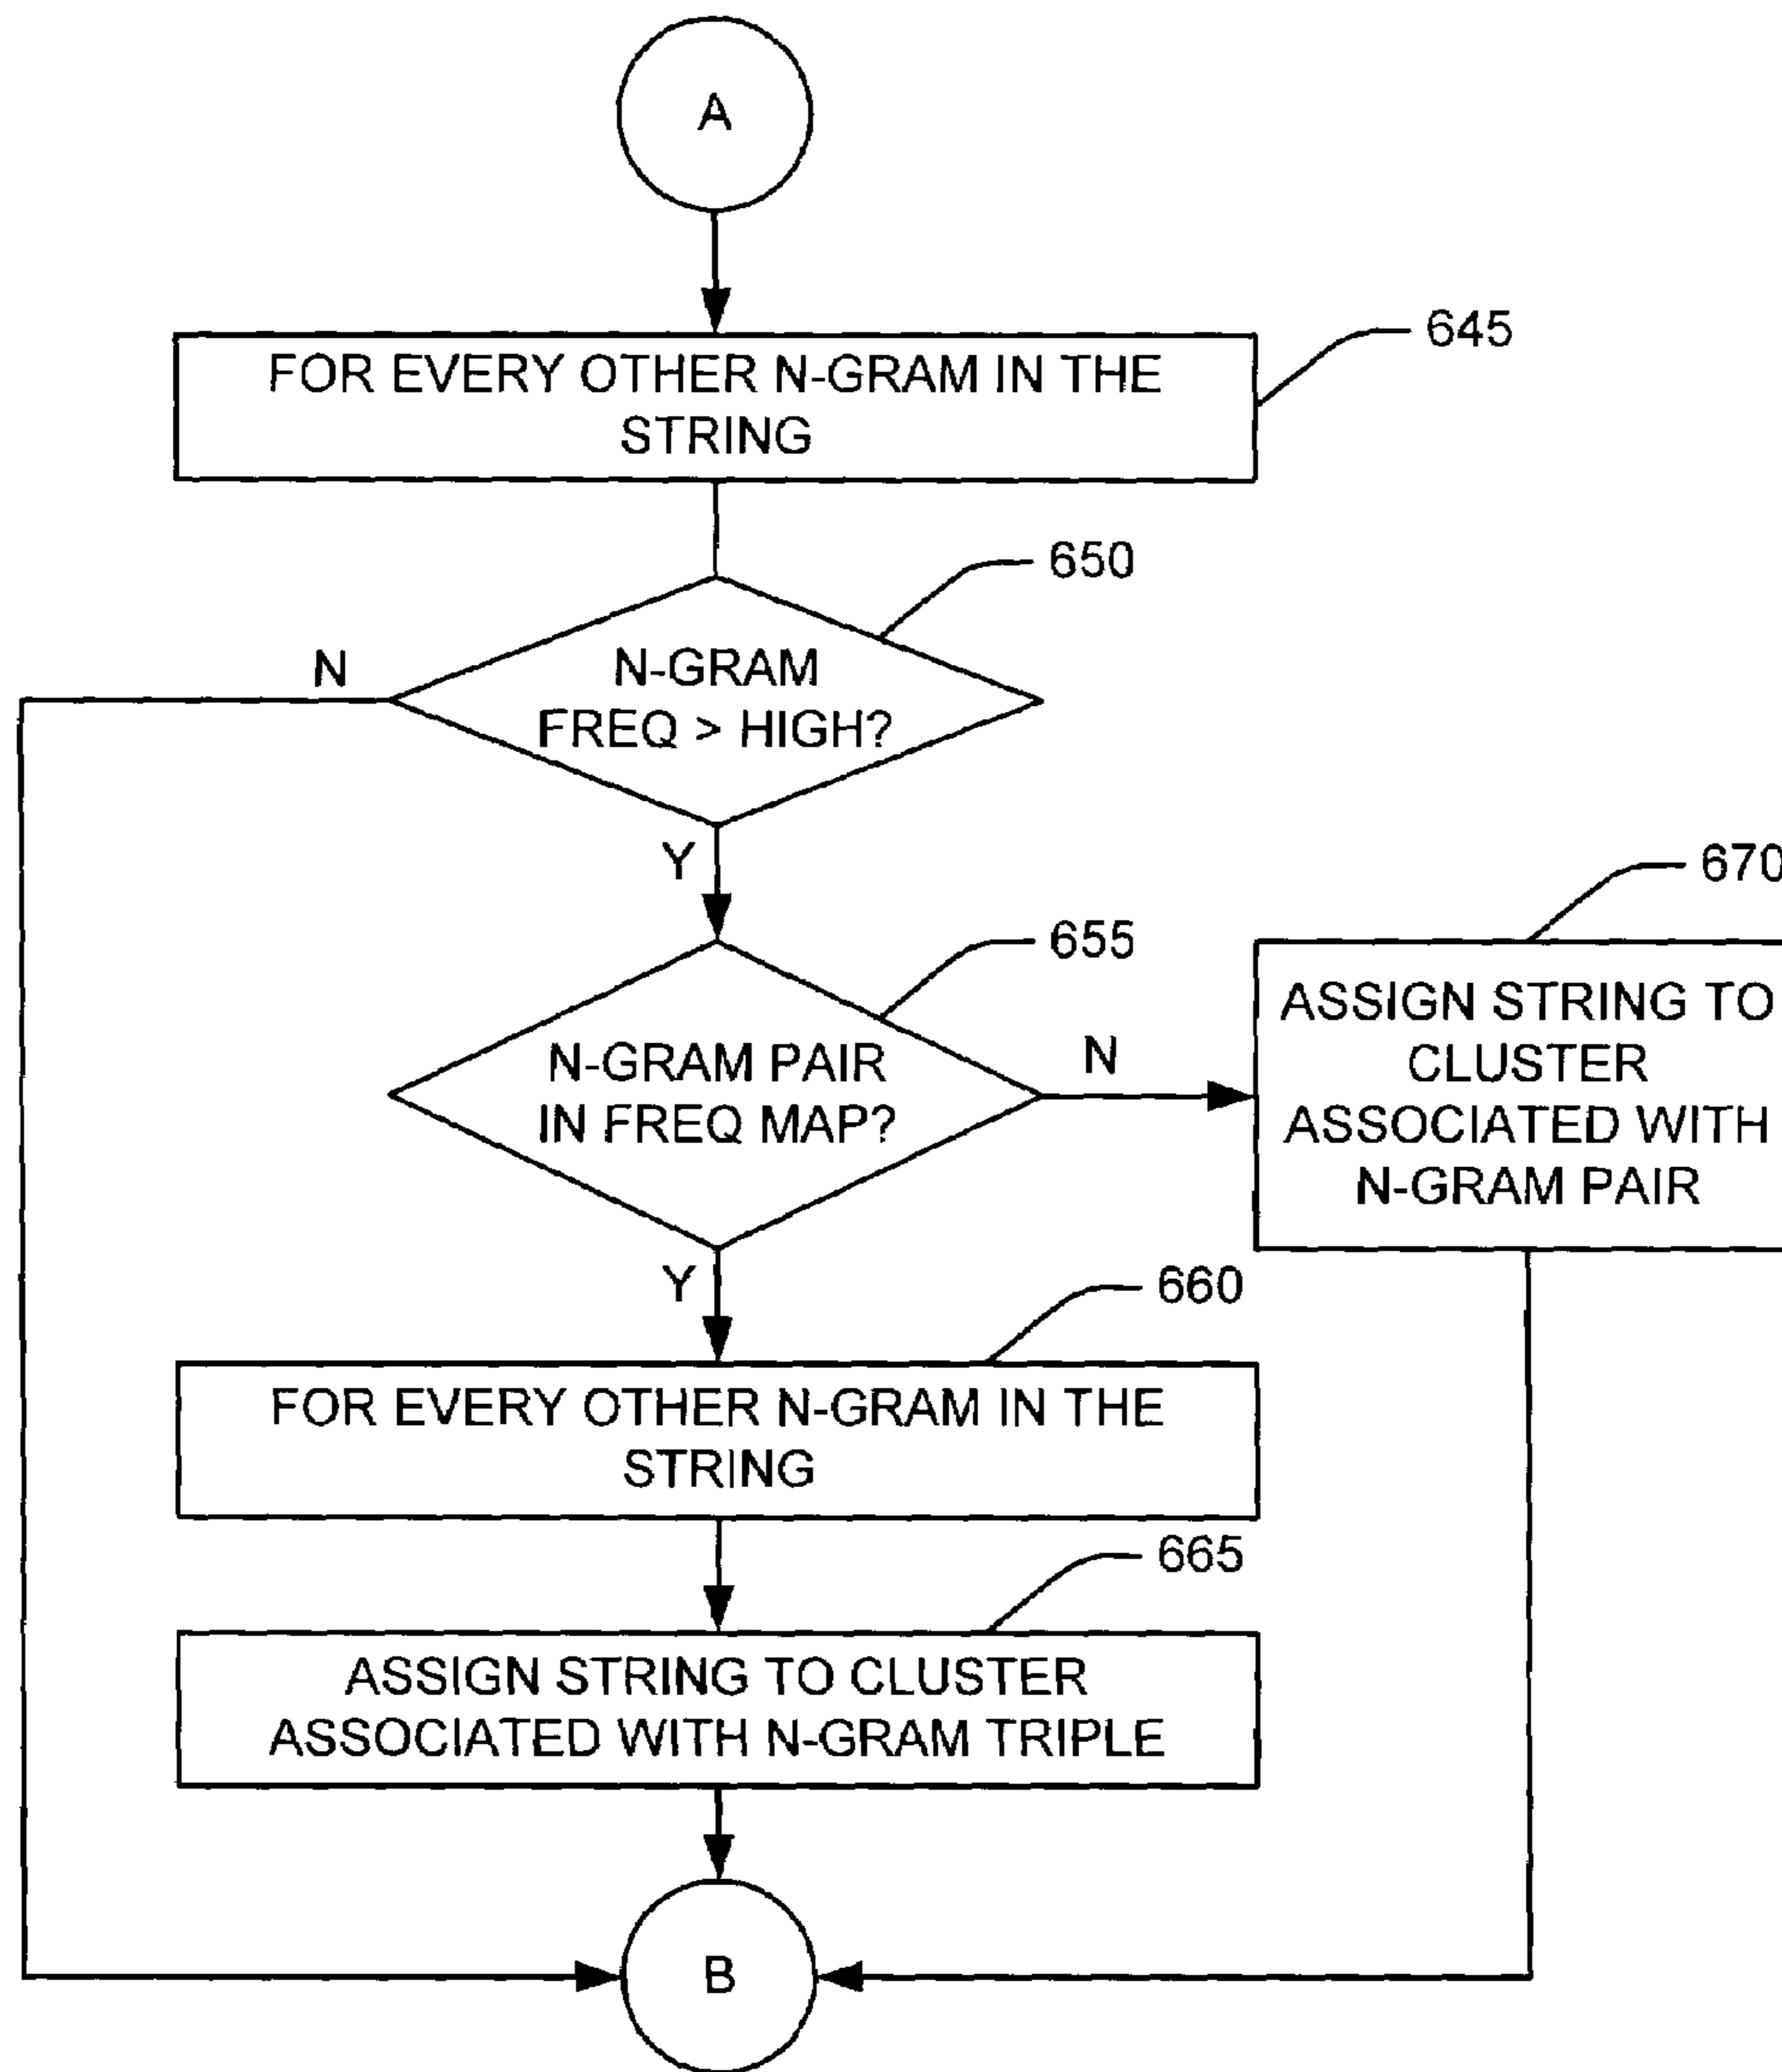 A
FOR EVERY OTHER N-GRAM IN THE
STRING
645
650
N-GRAM
FREQ > HIGH?
N
Y
655
670
N-GRAM PAIR
IN FREQ MAP?
N
ASSIGN STRING TO
CLUSTER
ASSOCIATED WITH
N-GRAM PAIR
Y
660
FOR EVERY OTHER N-GRAM IN THE
STRING
665
ASSIGN STRING TO CLUSTER
ASSOCIATED WITH N-GRAM TRIPLE
B